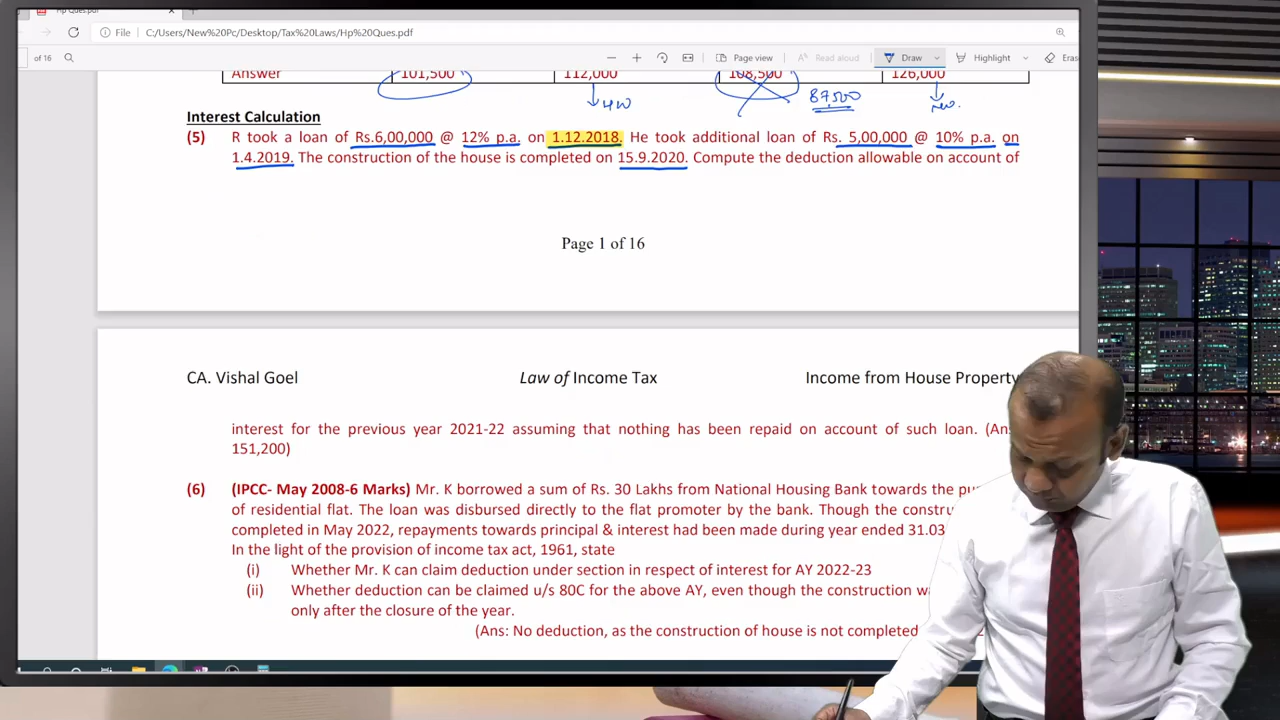 Hp Ques.pdf
File C:/Users/New%20Pc/Desktop/Tax%20Laws/Hp%20Ques.pdf
of 16 Page view Read aloud Draw Highlight Eras
Answer 101,500 112,000 108,500 126,000
87,500
Interest Calculation
(5) R took a loan of Rs.6,00,000 @ 12% p.a. on 1.12.2018. He took additional loan of Rs. 5,00,000 @ 10% p.a. on
1.4.2019. The construction of the house is completed on 15.9.2020. Compute the deduction allowable on account of
Page 1 of 16
CA. Vishal Goel Law of Income Tax Income from House Property
interest for the previous year 2021-22 assuming that nothing has been repaid on account of such loan. (An
151,200)
(6) (IPCC- May 2008-6 Marks) Mr. K borrowed a sum of Rs. 30 Lakhs from National Housing Bank towards the pu
of residential flat. The loan was disbursed directly to the flat promoter by the bank. Though the constru
completed in May 2022, repayments towards principal & interest had been made during year ended 31.03
In the light of the provision of income tax act, 1961, state
(i) Whether Mr. K can claim deduction under section in respect of interest for AY 2022-23
(ii) Whether deduction can be claimed u/s 80C for the above AY, even though the construction w
only after the closure of the year.
(Ans: No deduction, as the construction of house is not completed